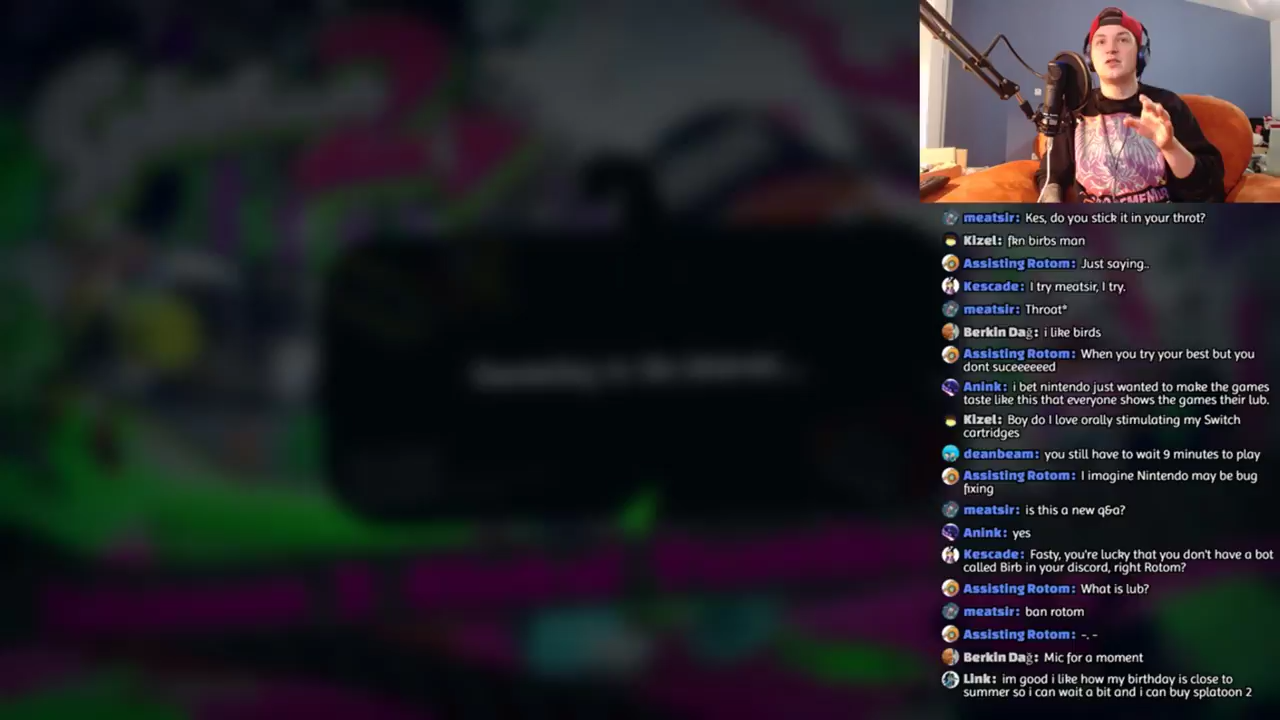 meatsir: Kes, do you stick it in your throt?
Kizel: fkn birbs man
Assisting Rotom: Just saying..
Kescade: I try meatsir, I try.
meatsir: Throat*
Berkin Dağ: i like birds
Assisting Rotom: When you try your best but you
dont suceeeeed
Anink: i bet nintendo just wanted to make the games
taste like this that everyone shows the games their lub.
Kizel: Boy do I love orally stimulating my Switch
cartridges
deanbeam: you still have to wait 9 minutes to play
Assisting Rotom: I imagine Nintendo may be bug
fixing
meatsir: is this a new q&a?
Anink: yes
Kescade: Fasty, you're lucky that you don't have a bot
called Birb in your discord, right Rotom?
Assisting Rotom: What is lub?
meatsir: ban rotom
Assisting Rotom: -.-
Berkin Dağ: Mic for a moment
Link: im good i like how my birthday is close to
summer so i can wait a bit and i can buy splatoon 2